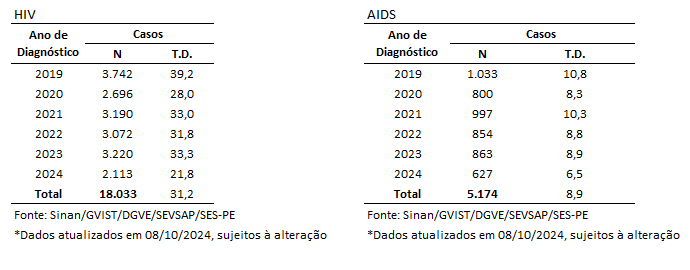 HIV
Ano de Diagnóstico Casos
N T.D.
2019 3.742 39,2
2020 2.696 28,0
2021 3.190 33,0
2022 3.072 31,8
2023 3.220 33,3
2024 2.113 21,8
Total 18.033 31,2
Fonte: Sinan/GVIST/DGVE/SEVSAP/SES-PE
*Dados atualizados em 08/10/2024, sujeitos à alteração
AIDS
Ano de Diagnóstico Casos
N T.D.
2019 1.033 10,8
2020 800 8,3
2021 997 10,3
2022 854 8,8
2023 863 8,9
2024 627 6,5
Total 5.174 8,9
Fonte: Sinan/GVIST/DGVE/SEVSAP/SES-PE
*Dados atualizados em 08/10/2024, sujeitos à alteração